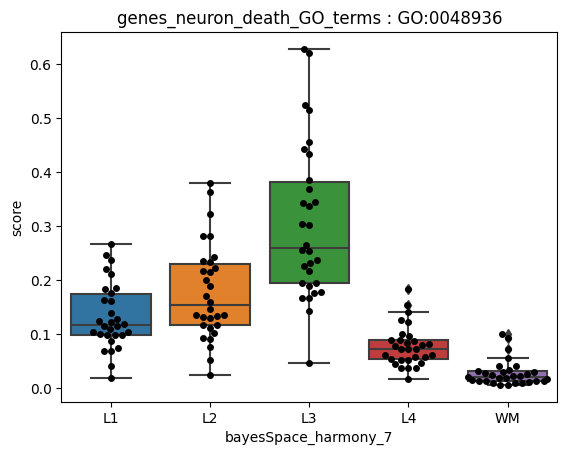 genes_neuron_death_GO_terms : GO:0048936
0.6
0.5
0.4
0.3
0.2
0.1
0.0
score
L1 L2 L3 L4 WM
bayesSpace_harmony_7